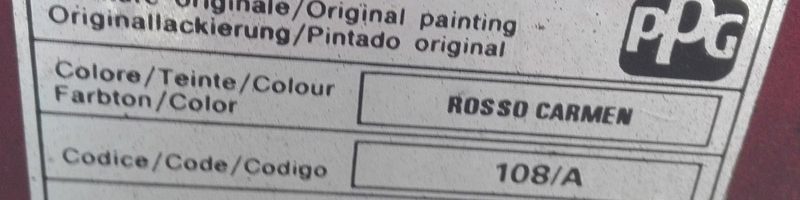 Originale/Original painting
Originallackierung/Pintado original
PPG
Colore/Teinte/Colour
Farbton/Color
ROSSO CARMEN
Codice/Code/Codigo
108/A